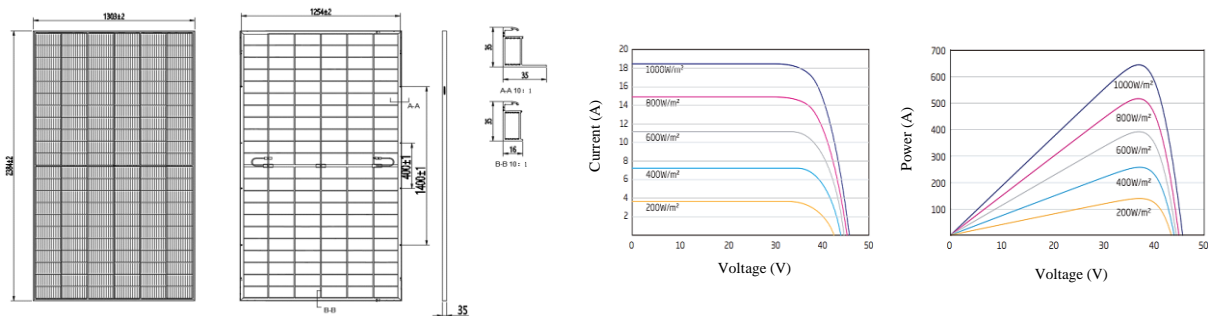 1303±2
2384±2
1254±2
A-A
400±1
1400±1
B-B
35
35
35
A-A 10:1
35
16
B-B 10:1
20
18
16
14
12
10
8
6
4
2
0
10
20
30
40
50
1000W/m²
800W/m²
600W/m²
400W/m²
200W/m²
Current (A)
Voltage (V)
700
600
500
400
300
200
100
0
10
20
30
40
50
1000W/m²
800W/m²
600W/m²
400W/m²
200W/m²
Power (A)
Voltage (V)